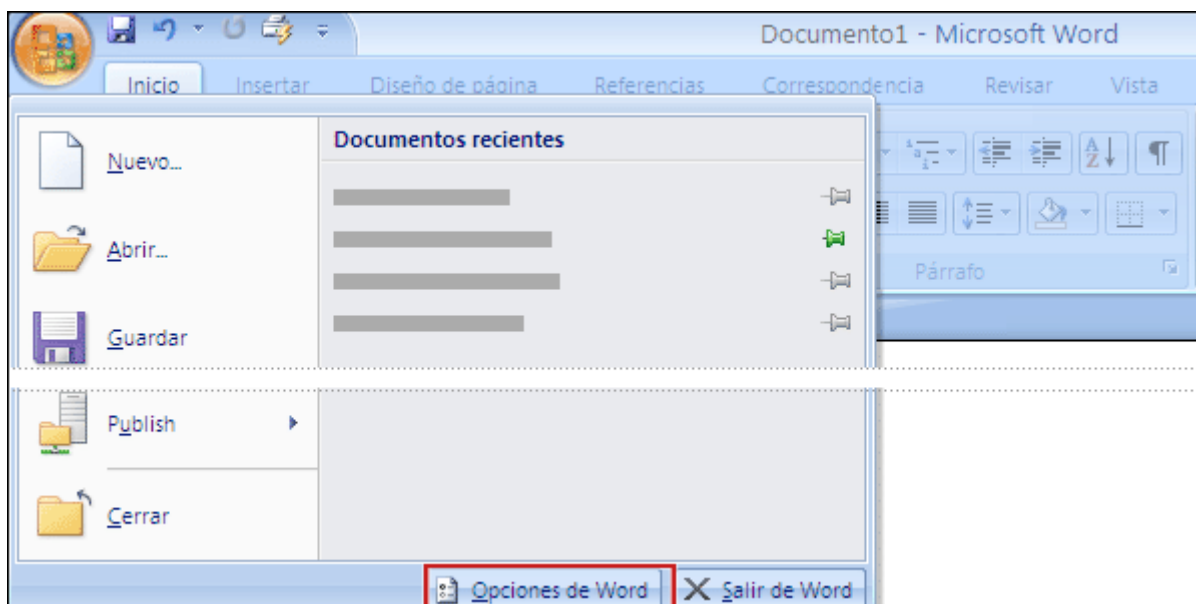 Documento1 - Microsoft Word
Inicio Insertar Diseño de página Referencias Correspondencia Revisar Vista
Documentos recientes
Nuevo...
Abrir...
Guardar
Párrafo
Publish
Cerrar
Opciones de Word Salir de Word